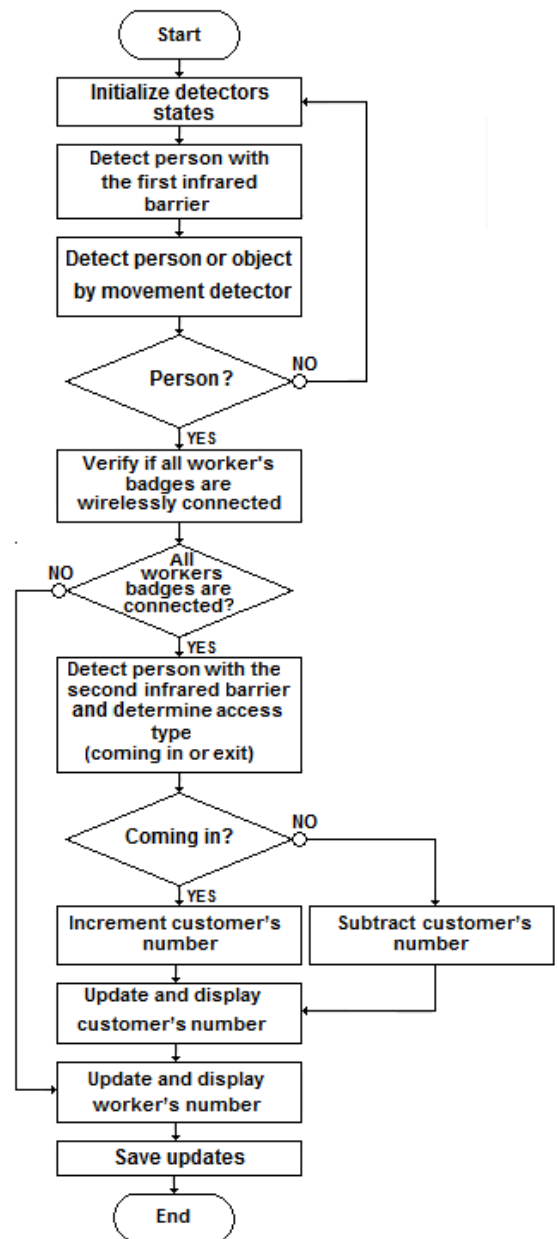 Start
Initialize detectors
states
Detect person with
the first infrared
barrier
Detect person or object
by movement detector
Person?
NO
YES
Verify if all worker's
badges are
wirelessly connected
NO
All
workers
badges are
connected?
YES
Detect person with the
second infrared barrier
and determine access
type
(coming in or exit)
Coming in?
NO
YES
Increment customer's
number
Subtract customer's
number
Update and display
customer's number
Update and display
worker's number
Save updates
End